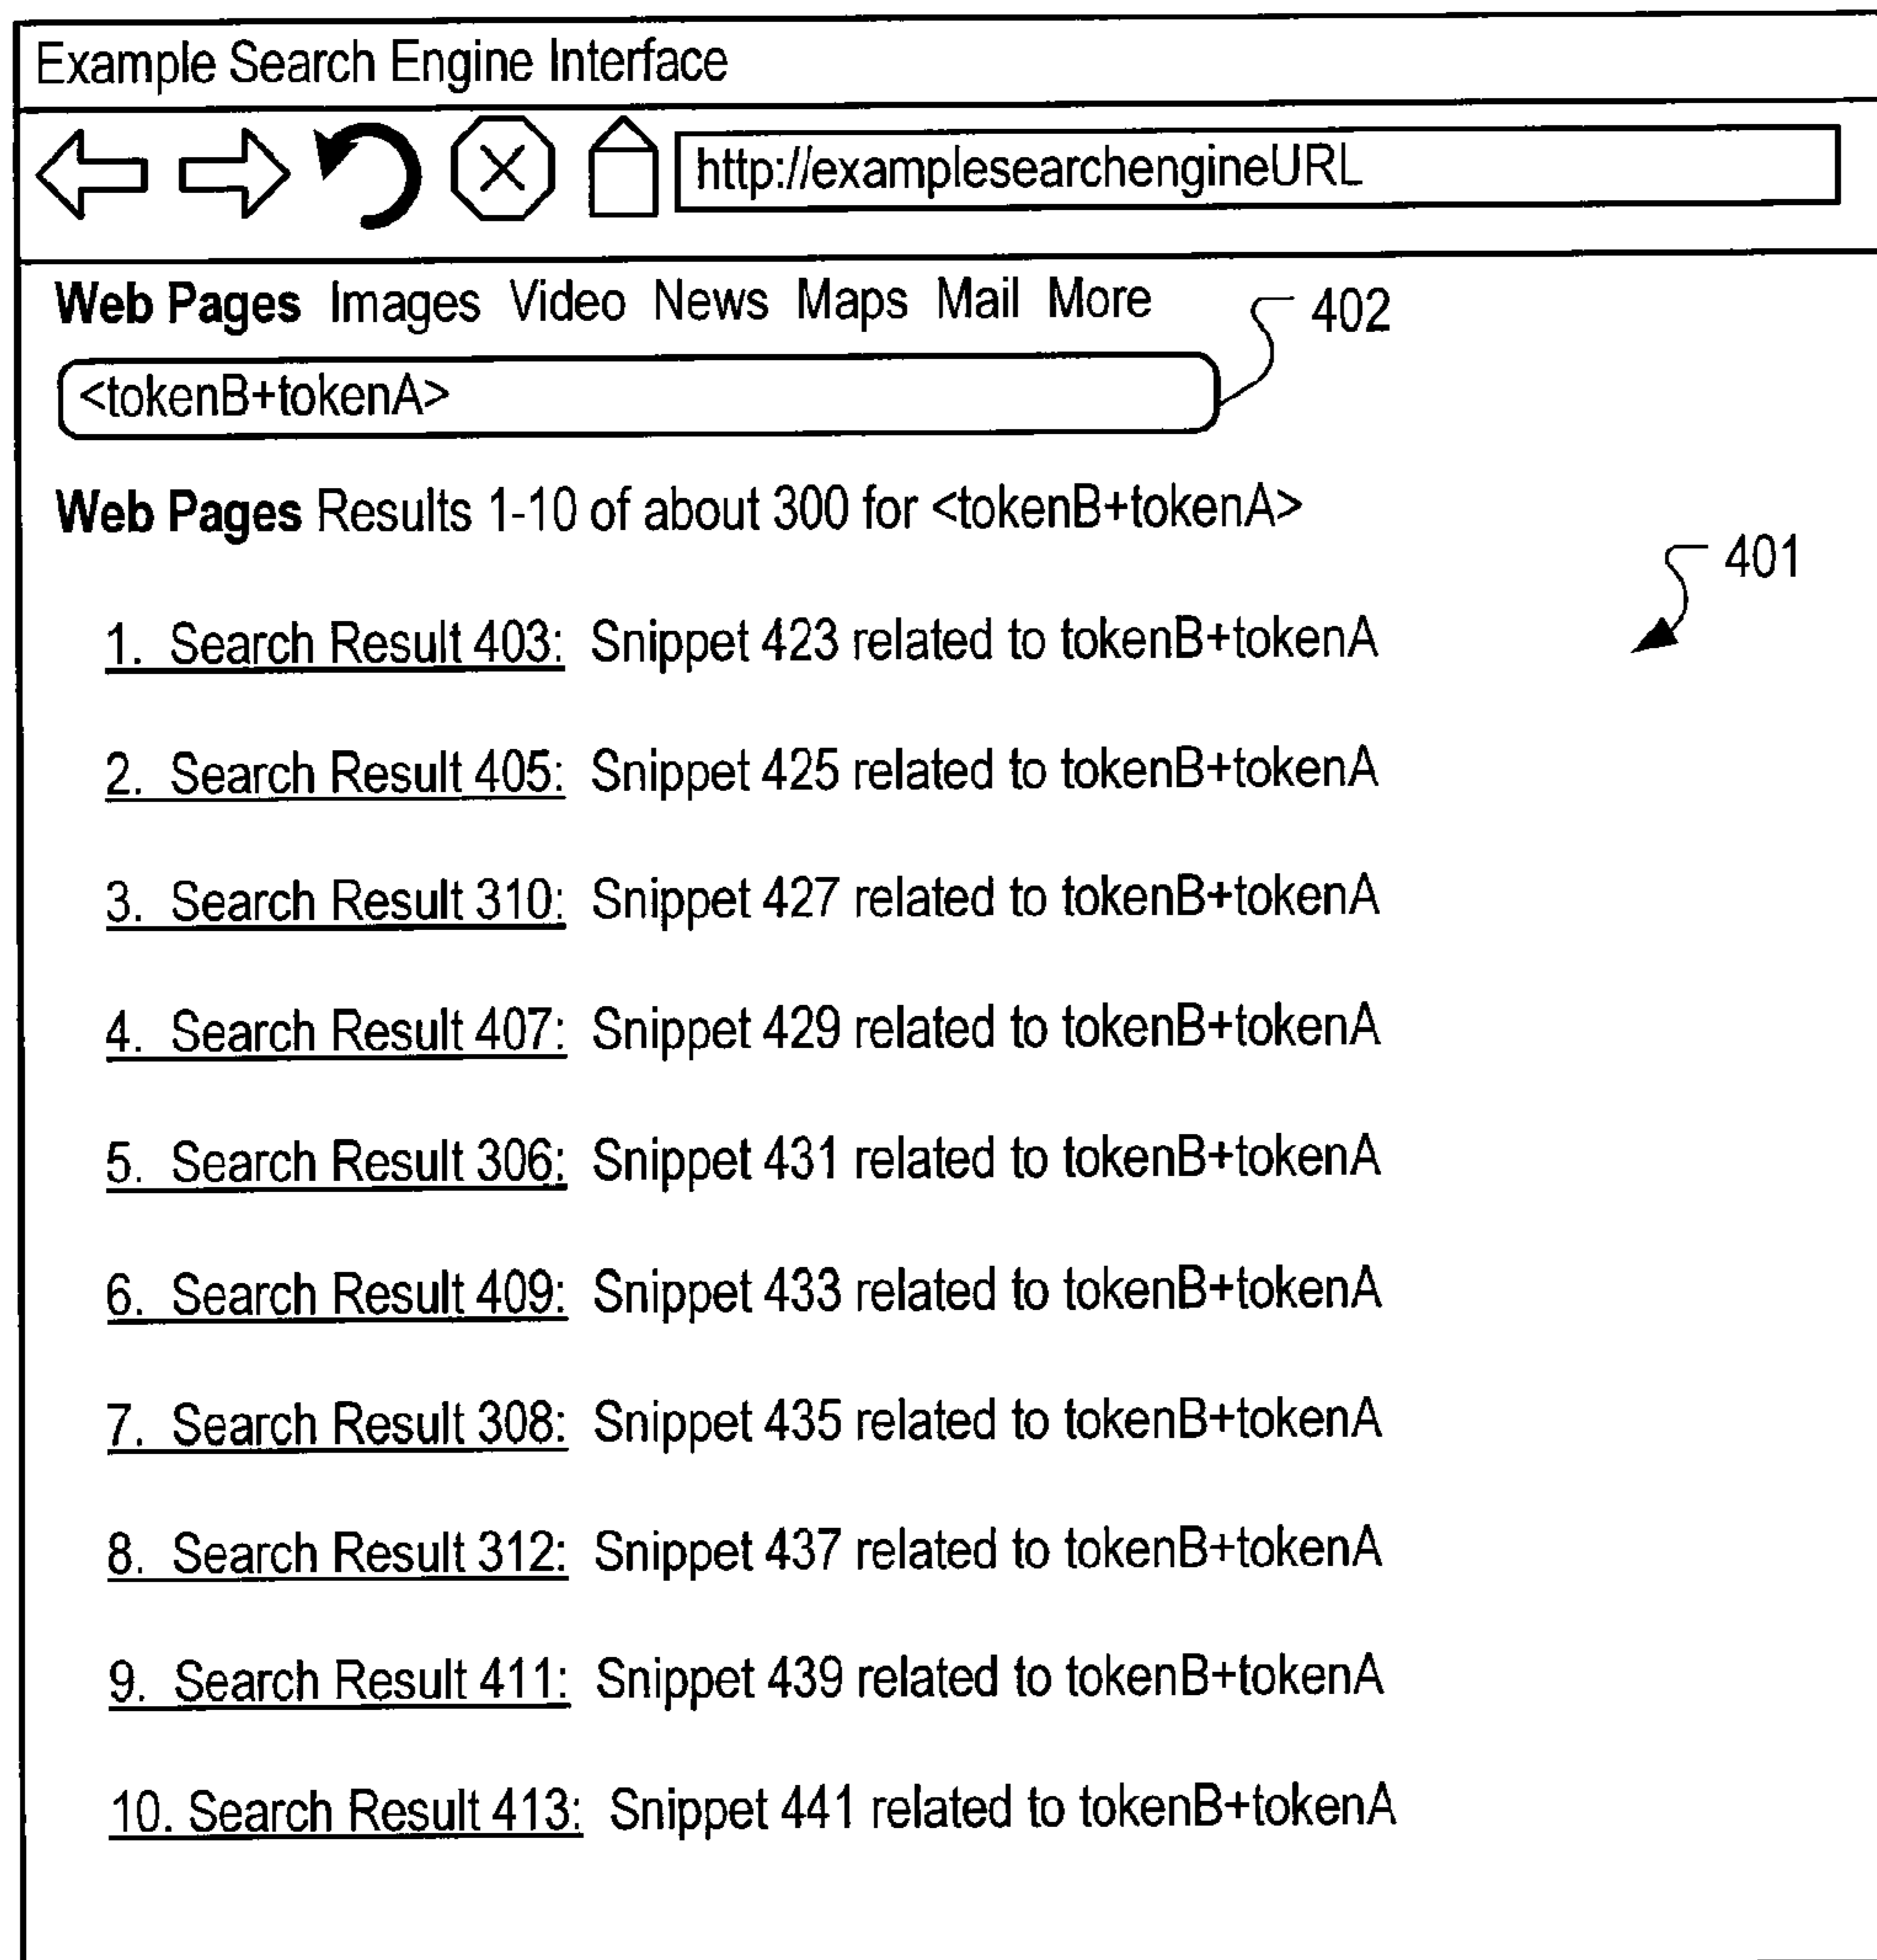 Example Search Engine Interface
http://examplesearchengineURL
Web Pages Images Video News Maps Mail More
402
<tokenB+tokenA>
Web Pages Results 1-10 of about 300 for <tokenB+tokenA>
401
1. Search Result 403: Snippet 423 related to tokenB+tokenA
2. Search Result 405: Snippet 425 related to tokenB+tokenA
3. Search Result 310: Snippet 427 related to tokenB+tokenA
4. Search Result 407: Snippet 429 related to tokenB+tokenA
5. Search Result 306: Snippet 431 related to tokenB+tokenA
6. Search Result 409: Snippet 433 related to tokenB+tokenA
7. Search Result 308: Snippet 435 related to tokenB+tokenA
8. Search Result 312: Snippet 437 related to tokenB+tokenA
9. Search Result 411: Snippet 439 related to tokenB+tokenA
10. Search Result 413: Snippet 441 related to tokenB+tokenA